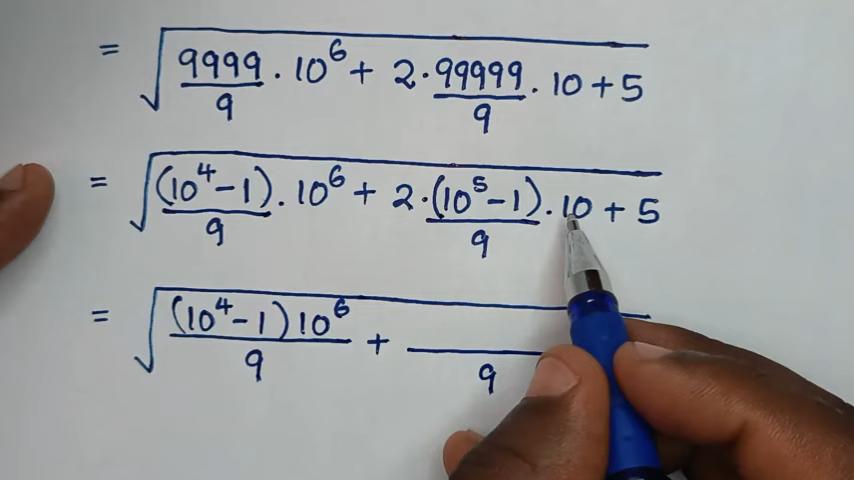 = √(9999/9 · 10⁶ + 2 · 99999/9 · 10 + 5)
= √((10⁴ − 1)/9 · 10⁶ + 2 · (10⁵ − 1)/9 · 10 + 5)
= √((10⁴ − 1)10⁶/9 + /9